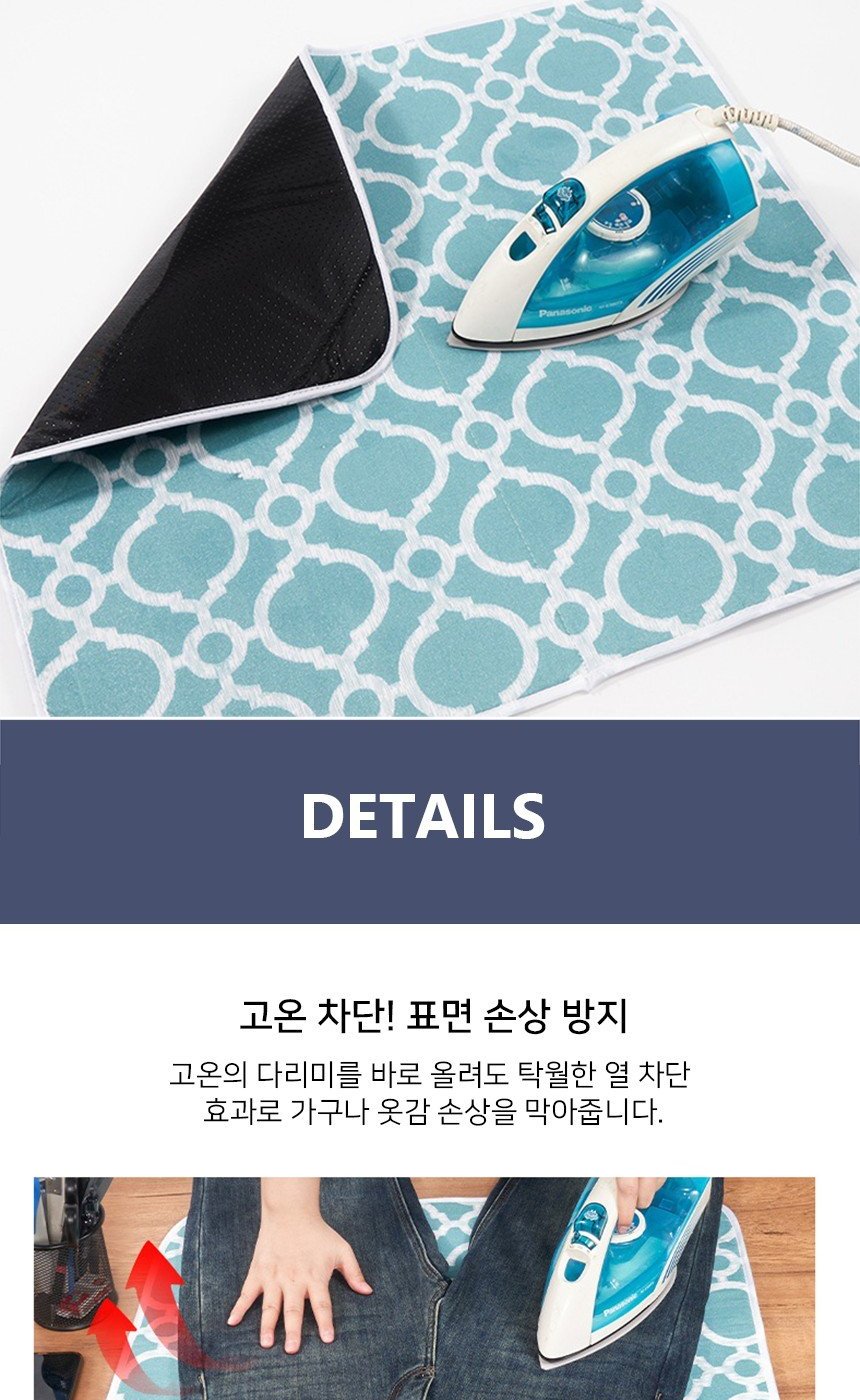 Panasonic
DETAILS
고온 차단! 표면 손상 방지
고온의 다리미를 바로 올려도 탁월한 열 차단
효과로 가구나 옷감 손상을 막아줍니다.
Panasonic